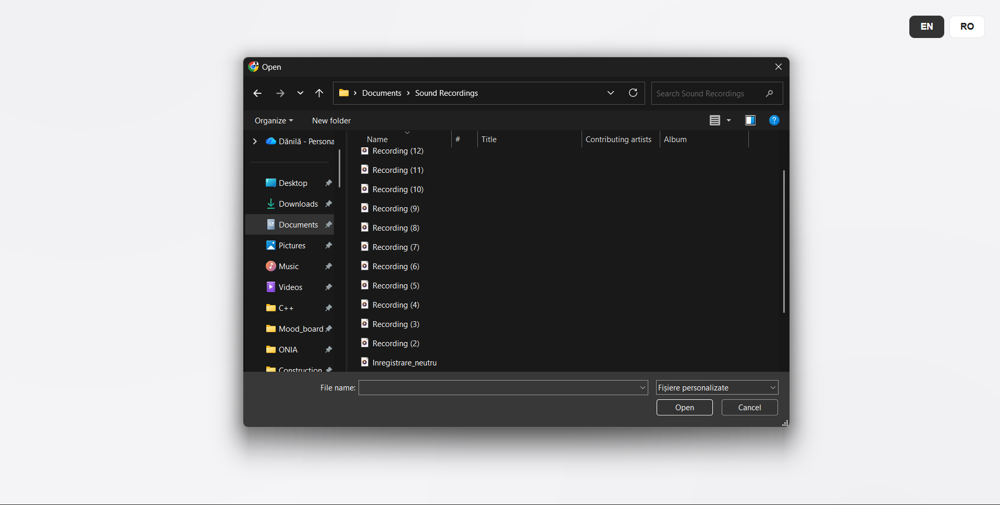 EN
RO
Open
Documents > Sound Recordings
Search Sound Recordings
Organize
New folder
?
Dănilă - Persona
Desktop
Downloads
Documents
Pictures
Music
Videos
C++
Mood_board
ONIA
Construction
Name
#
Title
Contributing artists
Album
Recording (12)
Recording (11)
Recording (10)
Recording (9)
Recording (8)
Recording (7)
Recording (6)
Recording (5)
Recording (4)
Recording (3)
Recording (2)
Inregistrare_neutru
File name:
Fișiere personalizate
Open
Cancel